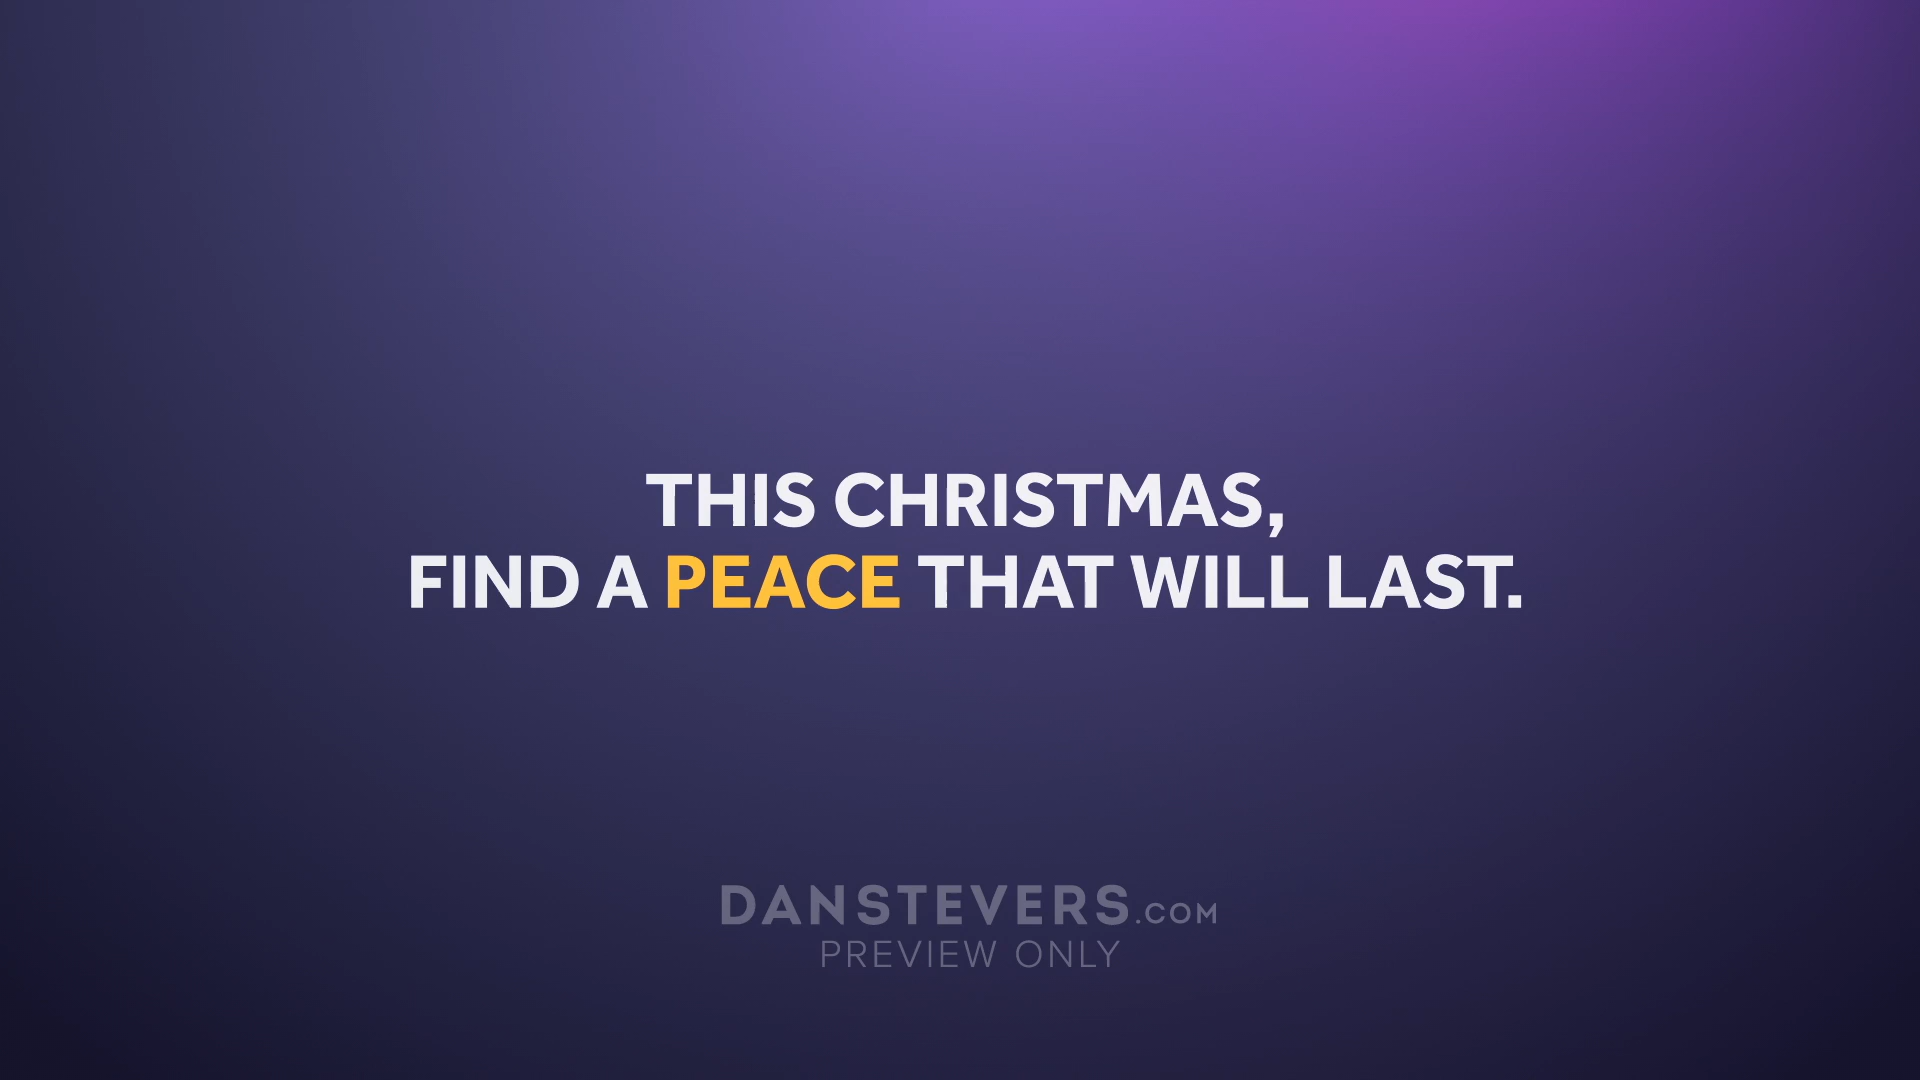 THIS CHRISTMAS,
FIND A PEACE THAT WILL LAST.
DANSTEVERS.COM
PREVIEW ONLY